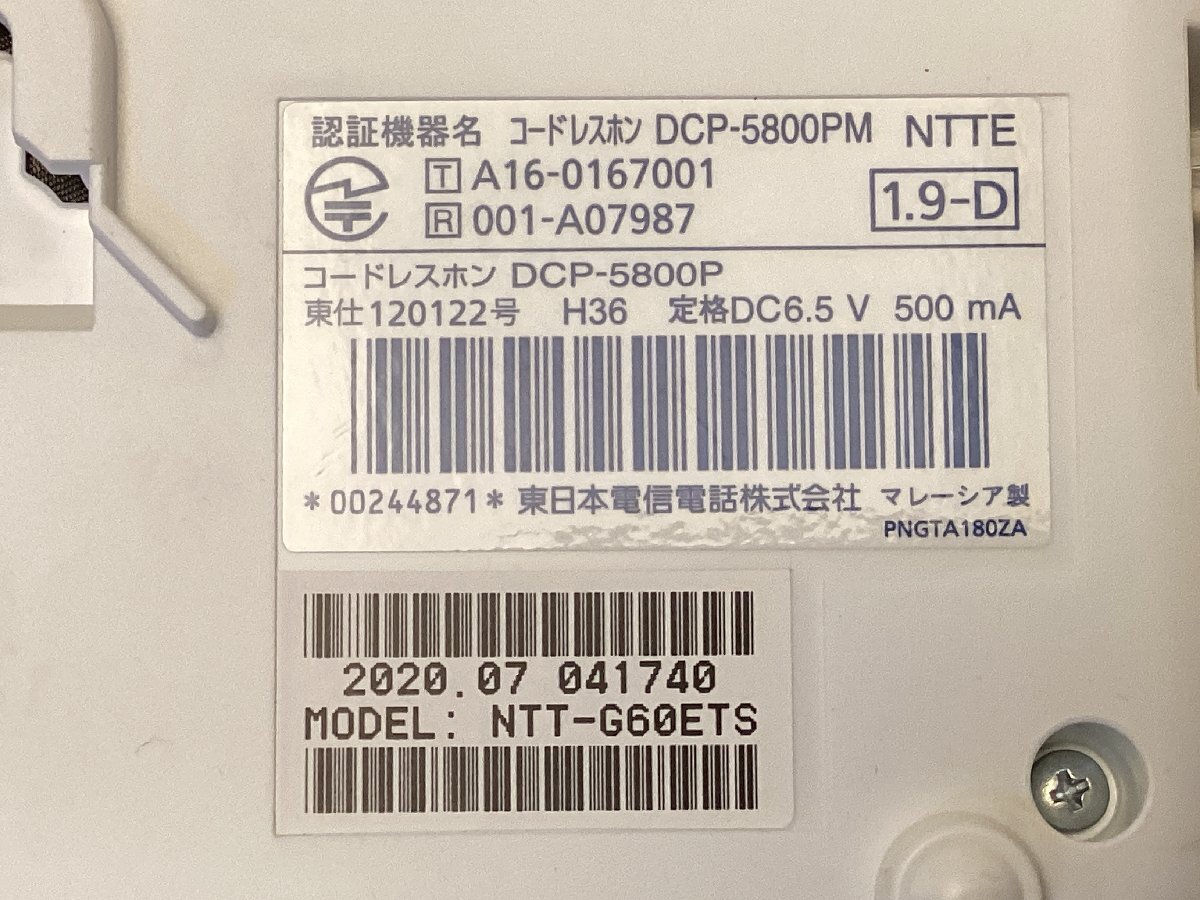 認証機器名 コードレスホン DCP-5800PM NTTE
T A16-0167001
R 001-A07987
1.9-D
コードレスホン DCP-5800P
東仕120122号 H36 定格DC6.5 V 500 mA
*00244871* 東日本電信電話株式会社 マレーシア製
PNGTA180ZA
2020.07 041740
MODEL: NTT-G60ETS